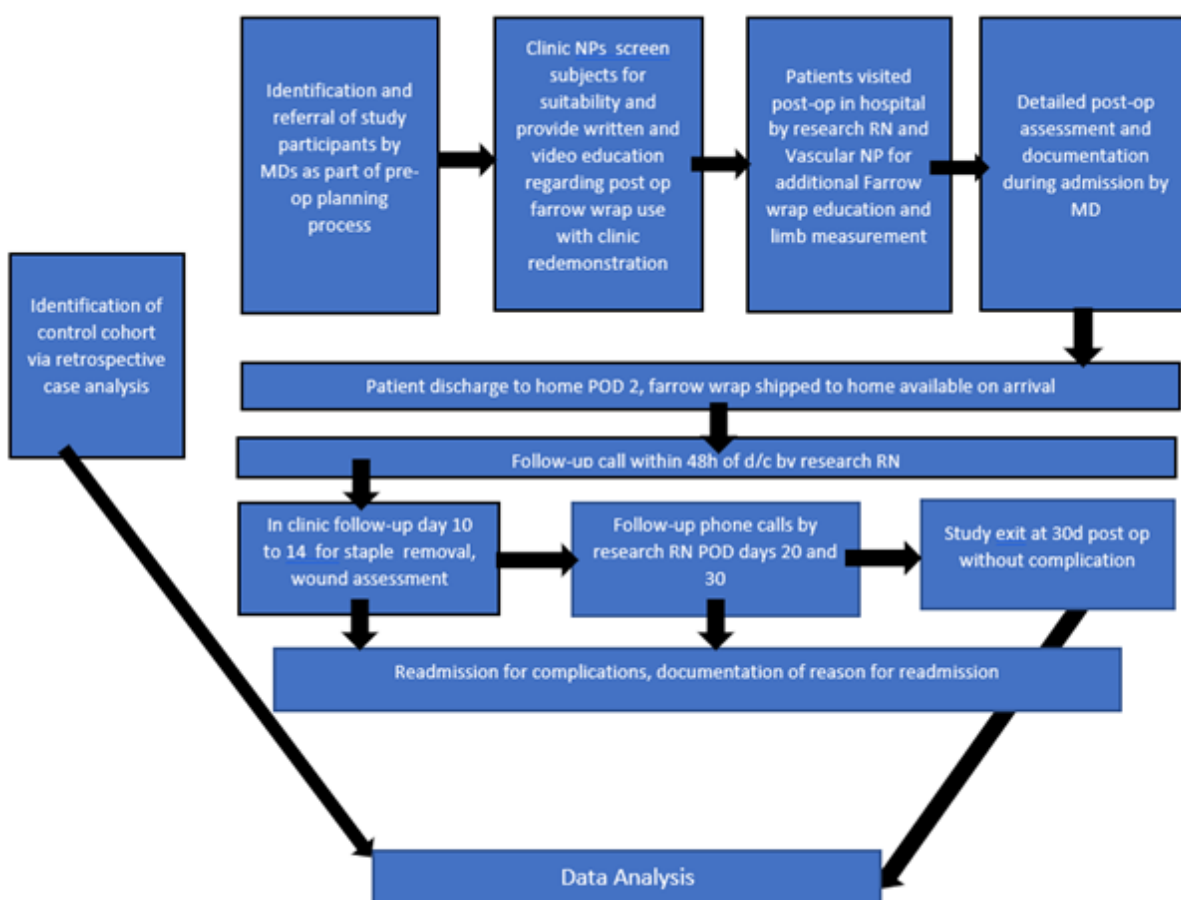 Identification and
referral of study
participants by
MDs as part of pre-
op planning
process
Clinic NPs screen
subjects for
suitability and
provide written and
video education
regarding post op
farrow wrap use
with clinic
redemonstration
Patients visited
post-op in hospital
by research RN and
Vascular NP for
additional Farrow
wrap education and
limb measurement
Detailed post-op
assessment and
documentation
during admission by
MD
Identification of
control cohort
via retrospective
case analysis
Patient discharge to home POD 2, farrow wrap shipped to home available on arrival
Follow-up call within 48h of d/c by research RN
In clinic follow-up day 10
to 14 for staple removal,
wound assessment
Follow-up phone calls by
research RN POD days 20 and
30
Study exit at 30d post op
without complication
Readmission for complications, documentation of reason for readmission
Data Analysis